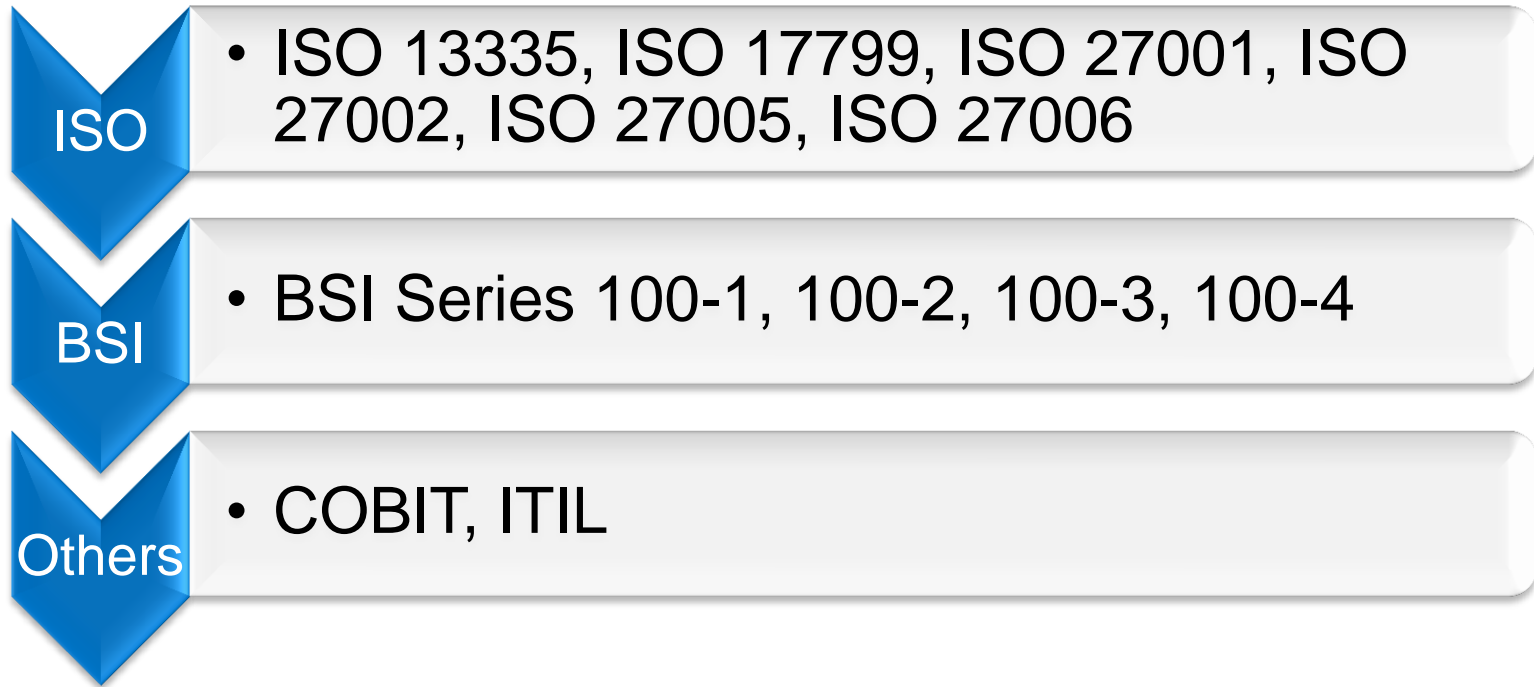 ISO
• ISO 13335, ISO 17799, ISO 27001, ISO
27002, ISO 27005, ISO 27006
BSI
• BSI Series 100-1, 100-2, 100-3, 100-4
Others
• COBIT, ITIL